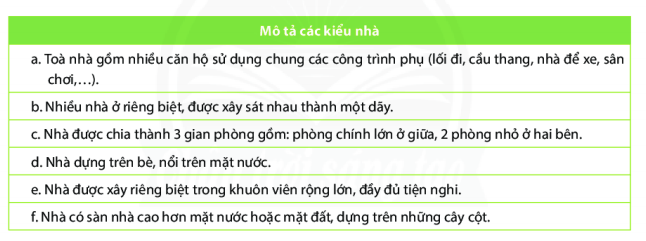 Mô tả các kiểu nhà
a. Toà nhà gồm nhiều căn hộ sử dụng chung các công trình phụ (lối đi, cầu thang, nhà để xe, sân
chơi,…).
b. Nhiều nhà ở riêng biệt, được xây sát nhau thành một dãy.
c. Nhà được chia thành 3 gian phòng gồm: phòng chính lớn ở giữa, 2 phòng nhỏ ở hai bên.
d. Nhà dựng trên bè, nổi trên mặt nước.
e. Nhà được xây riêng biệt trong khuôn viên rộng lớn, đầy đủ tiện nghi.
f. Nhà có sàn nhà cao hơn mặt nước hoặc mặt đất, dựng trên những cây cột.